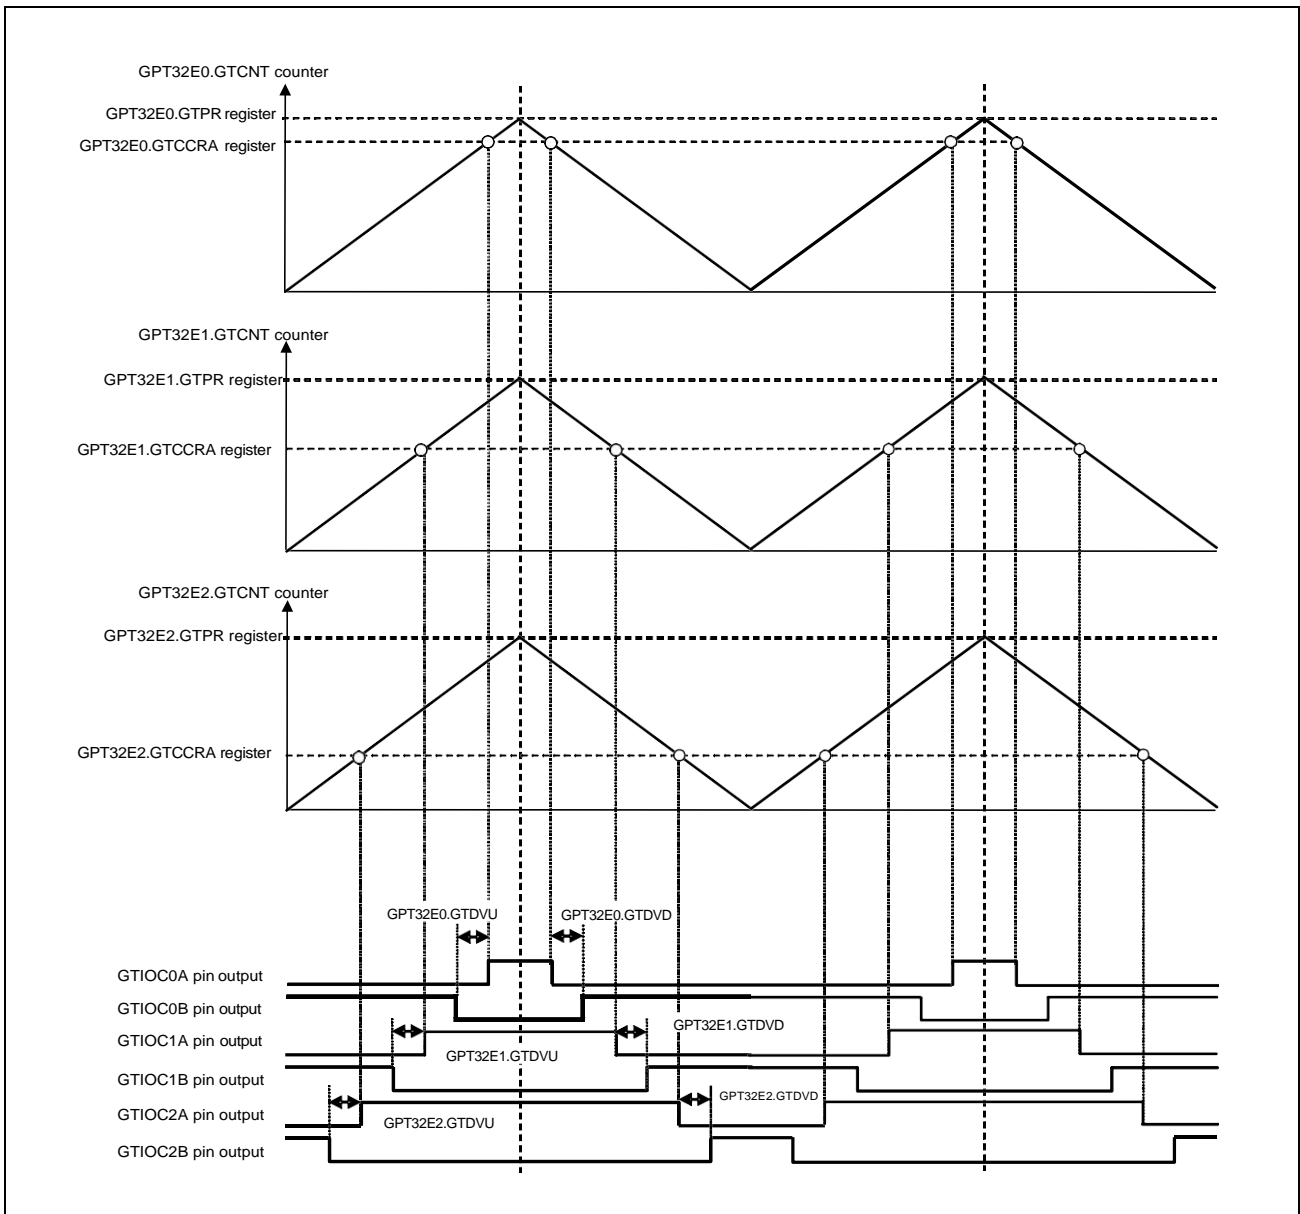 GPT32E0.GTCNT counter
GPT32E0.GTPR register
GPT32E0.GTCCRA register
GPT32E1.GTCNT counter
GPT32E1.GTPR register
GPT32E1.GTCCRA register
GPT32E2.GTCNT counter
GPT32E2.GTPR register
GPT32E2.GTCCRA register
GPT32E0.GTDVU
GPT32E0.GTDVD
GTIOC0A pin output
GTIOC0B pin output
GPT32E1.GTDVD
GTIOC1A pin output
GPT32E1.GTDVU
GTIOC1B pin output
GPT32E2.GTDVD
GTIOC2A pin output
GPT32E2.GTDVU
GTIOC2B pin output